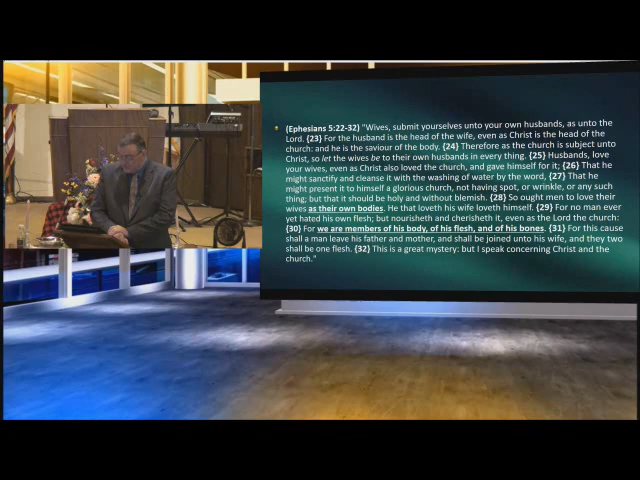 (Ephesians 5:22-32) "Wives, submit yourselves unto your own husbands, as unto the
Lord. {23} For the husband is the head of the wife, even as Christ is the head of the
church: and he is the saviour of the body. {24} Therefore as the church is subject unto
Christ, so let the wives be to their own husbands in every thing. {25} Husbands, love
your wives, even as Christ also loved the church, and gave himself for it; {26} That he
might sanctify and cleanse it with the washing of water by the word, {27} That he
might present it to himself a glorious church, not having spot, or wrinkle, or any such
thing; but that it should be holy and without blemish. {28} So ought men to love their
wives as their own bodies. He that loveth his wife loveth himself. {29} For no man ever
yet hated his own flesh; but nourisheth and cherisheth it, even as the Lord the church:
{30} For we are members of his body, of his flesh, and of his bones. {31} For this cause
shall a man leave his father and mother, and shall be joined unto his wife, and they two
shall be one flesh. {32} This is a great mystery: but I speak concerning Christ and the
church."